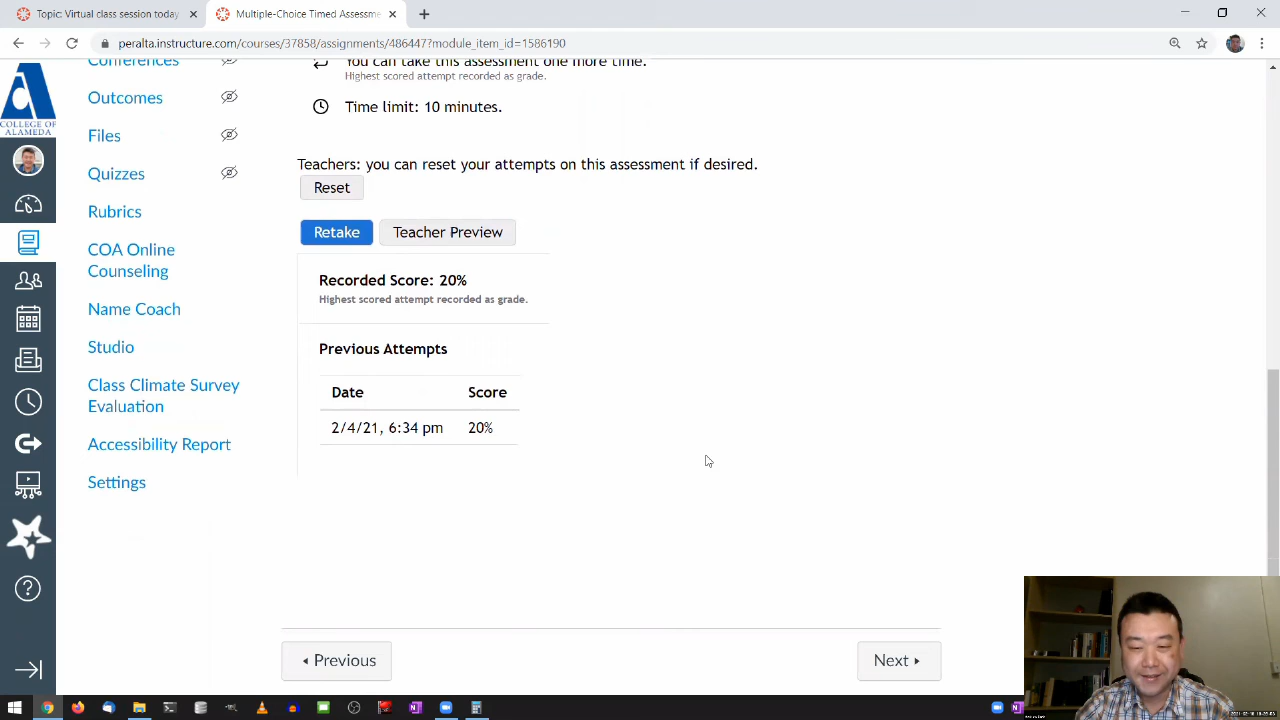 Topic: Virtual class session today
Multiple-Choice Timed Assessme
peralta.instructure.com/courses/37858/assignments/486447?module_item_id=1586190
COLLEGE OF
ALAMEDA
Conferences
Outcomes
Files
Quizzes
Rubrics
COA Online
Counseling
Name Coach
Studio
Class Climate Survey
Evaluation
Accessibility Report
Settings
You can take this assessment one more time.
Highest scored attempt recorded as grade.
Time limit: 10 minutes.
Teachers: you can reset your attempts on this assessment if desired.
Reset
Retake
Teacher Preview
Recorded Score: 20%
Highest scored attempt recorded as grade.
Previous Attempts
Date Score
2/4/21, 6:34 pm 20%
Previous
Next